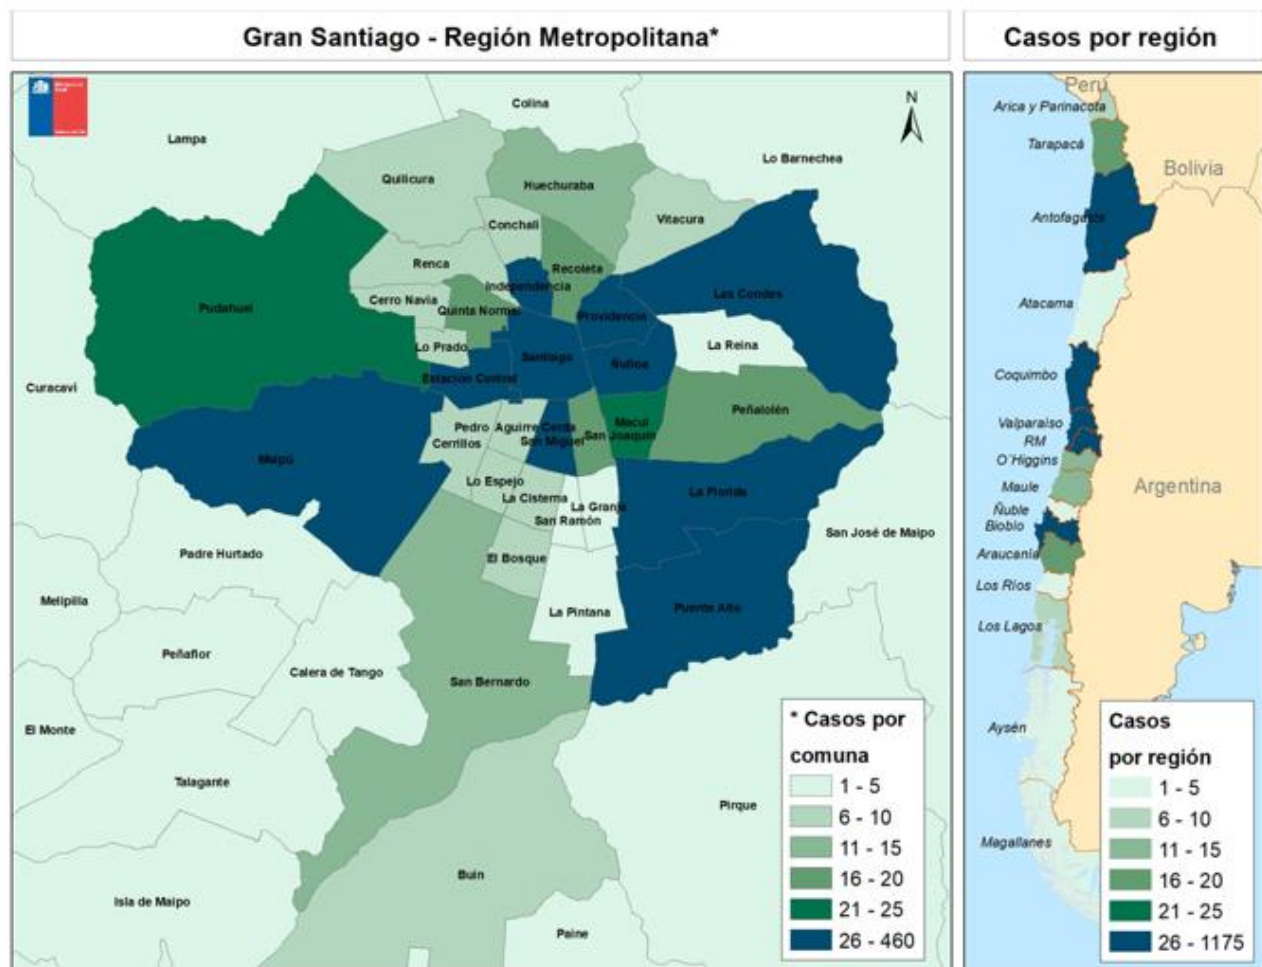 Gran Santiago - Región Metropolitana*
Casos por región
N
Colina
Lampa
Lo Barnechea
Quilicura
Huechuraba
Vitacura
Conchalí
Renca
Recoleta
Independencia
Cerro Navia
Quinta Normal
Pudahuel
Las Condes
Providencia
Lo Prado
Santiago
Ñuñoa
La Reina
Estación Central
Curacaví
Peñalolén
Macul
San Joaquín
Pedro Aguirre Cerda
Cerrillos
San Miguel
Maipú
Lo Espejo
La Cisterna
La Granja
San Ramón
La Florida
San José de Maipo
Padre Hurtado
El Bosque
Melipilla
La Pintana
Puente Alto
Peñaflor
Calera de Tango
San Bernardo
El Monte
Talagante
Pirque
Buin
Isla de Maipo
Paine
* Casos por
comuna
1 - 5
6 - 10
11 - 15
16 - 20
21 - 25
26 - 460
Perú
Arica y Parinacota
Tarapacá
Bolivia
Antofagasta
Atacama
Coquimbo
Valparaíso
RM
O´Higgins
Maule
Argentina
Ñuble
Biobío
Araucanía
Los Ríos
Los Lagos
Aysén
Magallanes
Casos
por región
1 - 5
6 - 10
11 - 15
16 - 20
21 - 25
26 - 1175